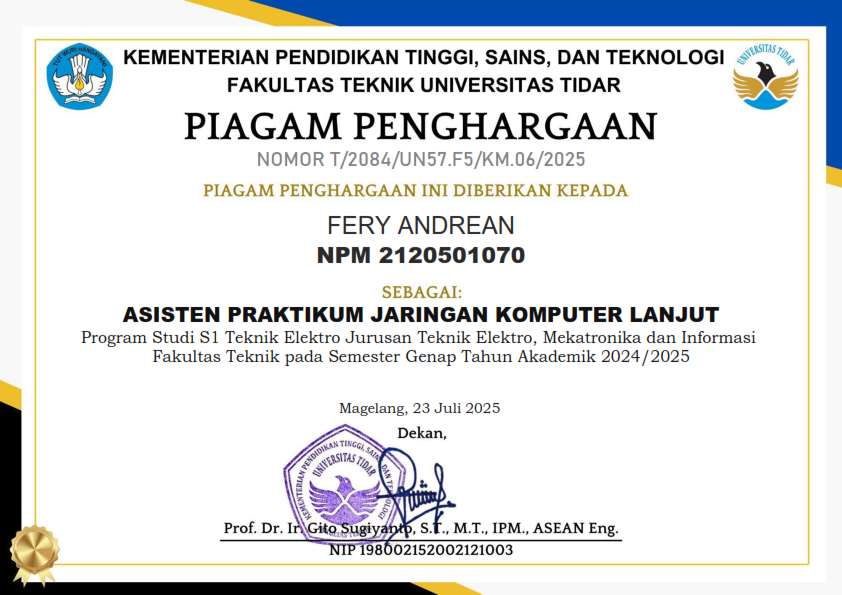 TUT WURI HANDAYANI
KEMENTERIAN PENDIDIKAN TINGGI, SAINS, DAN TEKNOLOGI
FAKULTAS TEKNIK UNIVERSITAS TIDAR
UNIVERSITAS TIDAR
PIAGAM PENGHARGAAN
NOMOR T/2084/UN57.F5/KM.06/2025
PIAGAM PENGHARGAAN INI DIBERIKAN KEPADA
FERY ANDREAN
NPM 2120501070
SEBAGAI:
ASISTEN PRAKTIKUM JARINGAN KOMPUTER LANJUT
Program Studi S1 Teknik Elektro Jurusan Teknik Elektro, Mekatronika dan Informasi
Fakultas Teknik pada Semester Genap Tahun Akademik 2024/2025
Magelang, 23 Juli 2025
Dekan,
KEMENTERIAN PENDIDIKAN TINGGI, SAINS, DAN TEKNOLOGI
UNIVERSITAS TIDAR
FAKULTAS TEKNIK
Prof. Dr. Ir. Gito Sugiyanto, S.T., M.T., IPM., ASEAN Eng.
NIP 198002152002121003